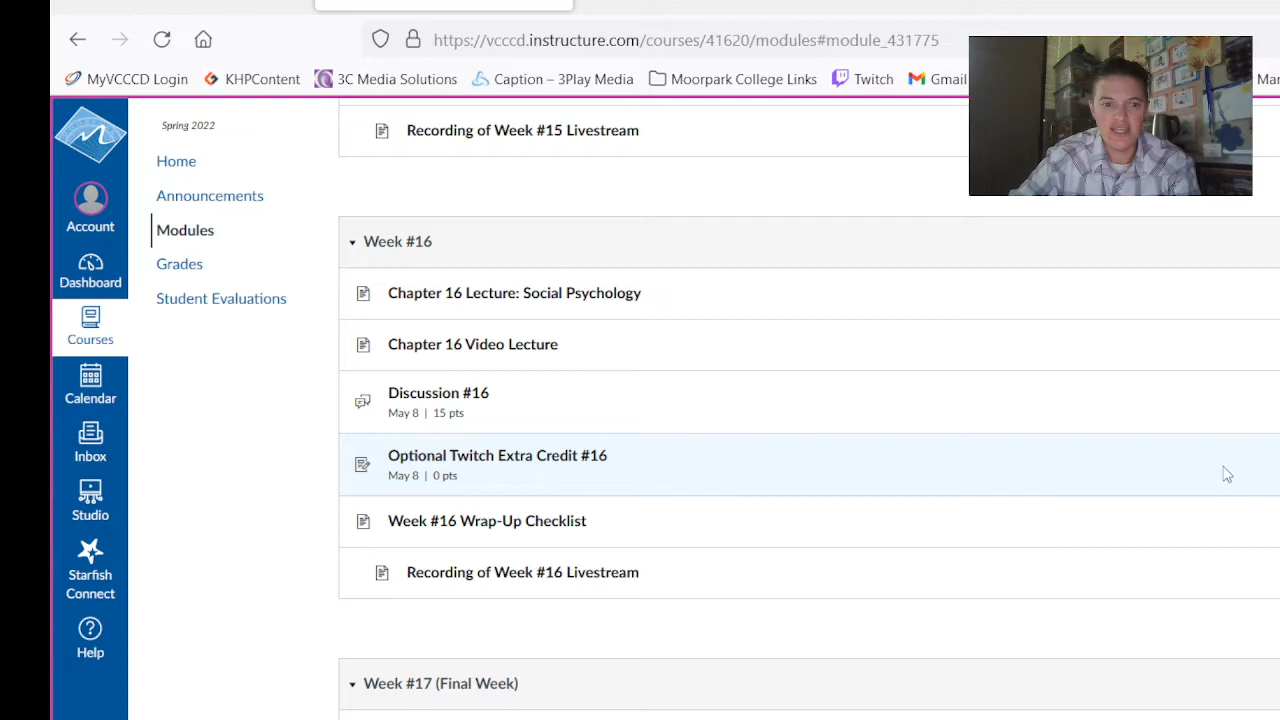 https://vcccd.instructure.com/courses/41620/modules#module_431775
MyVCCCD Login
KHPContent
3C Media Solutions
Caption – 3Play Media
Moorpark College Links
Twitch
Gmail
Account
Dashboard
Courses
Calendar
Inbox
Studio
Starfish
Connect
Help
Spring 2022
Home
Announcements
Modules
Grades
Student Evaluations
Recording of Week #15 Livestream
Week #16
Chapter 16 Lecture: Social Psychology
Chapter 16 Video Lecture
Discussion #16
May 8 | 15 pts
Optional Twitch Extra Credit #16
May 8 | 0 pts
Week #16 Wrap-Up Checklist
Recording of Week #16 Livestream
Week #17 (Final Week)